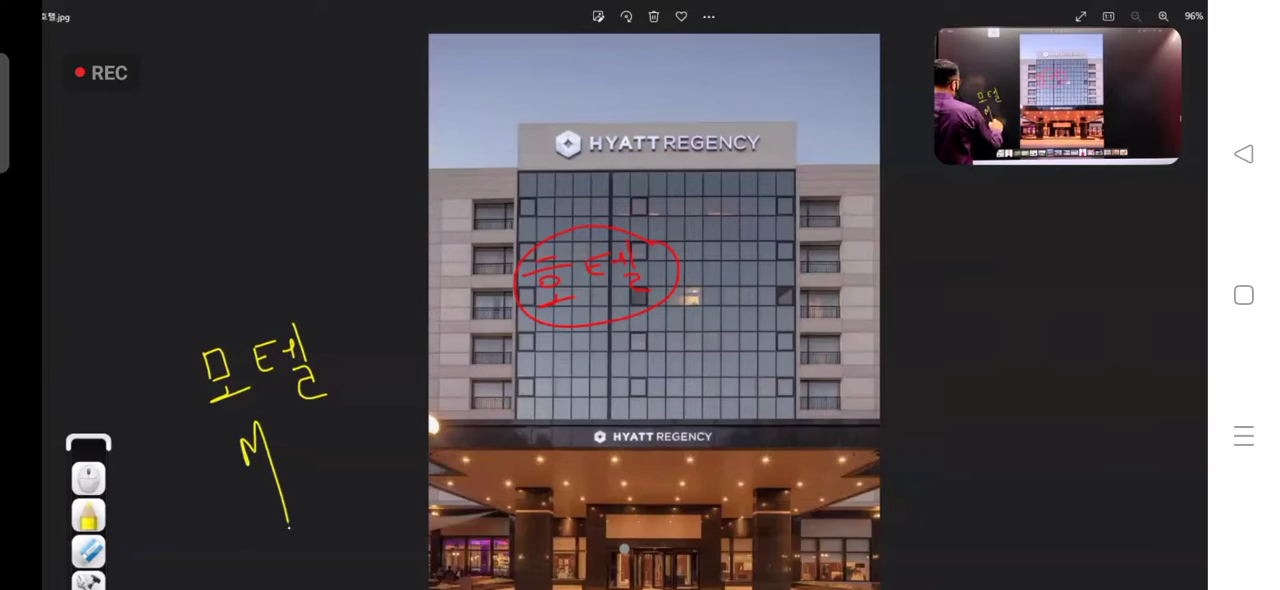 호텔.jpg
96%
REC
HYATT REGENCY
호텔
모텔
M
HYATT REGENCY